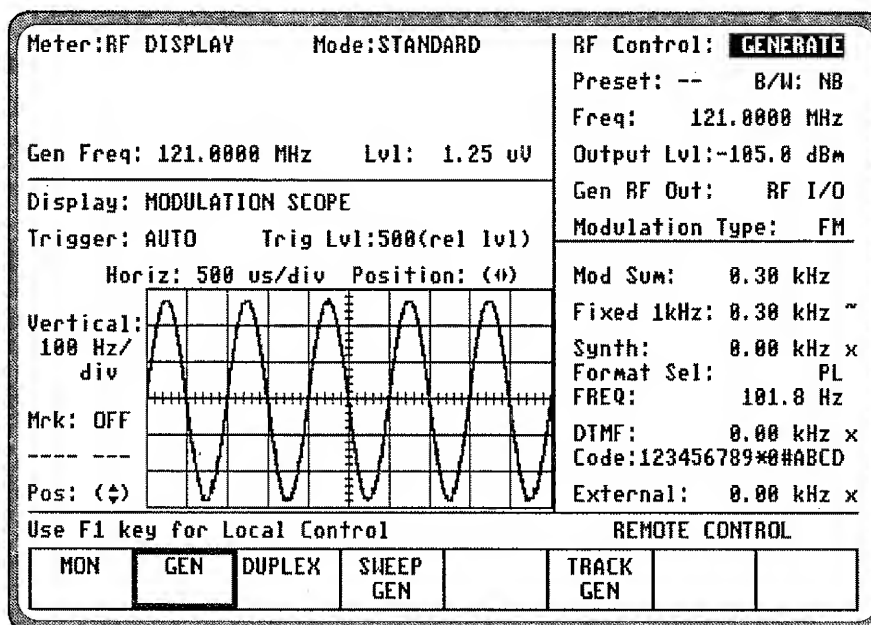 Meter:RF DISPLAY Mode:STANDARD
Gen Freq: 121.0000 MHz Lvl: 1.25 uV
Display: MODULATION SCOPE
Trigger: AUTO Trig Lvl:500(rel lvl)
Horiz: 500 us/div Position: (◂▸)
Vertical:
100 Hz/
div
Mrk: OFF
---- ---
Pos: (▴▾)
RF Control: GENERATE
Preset: -- B/W: NB
Freq: 121.0000 MHz
Output Lvl:-105.0 dBm
Gen RF Out: RF I/O
Modulation Type: FM
Mod Sum: 0.30 kHz
Fixed 1kHz: 0.30 kHz ~
Synth: 0.00 kHz x
Format Sel: PL
FREQ: 101.8 Hz
DTMF: 0.00 kHz x
Code:123456789*0#ABCD
External: 0.00 kHz x
Use F1 key for Local Control REMOTE CONTROL
MON GEN DUPLEX SWEEP GEN TRACK GEN